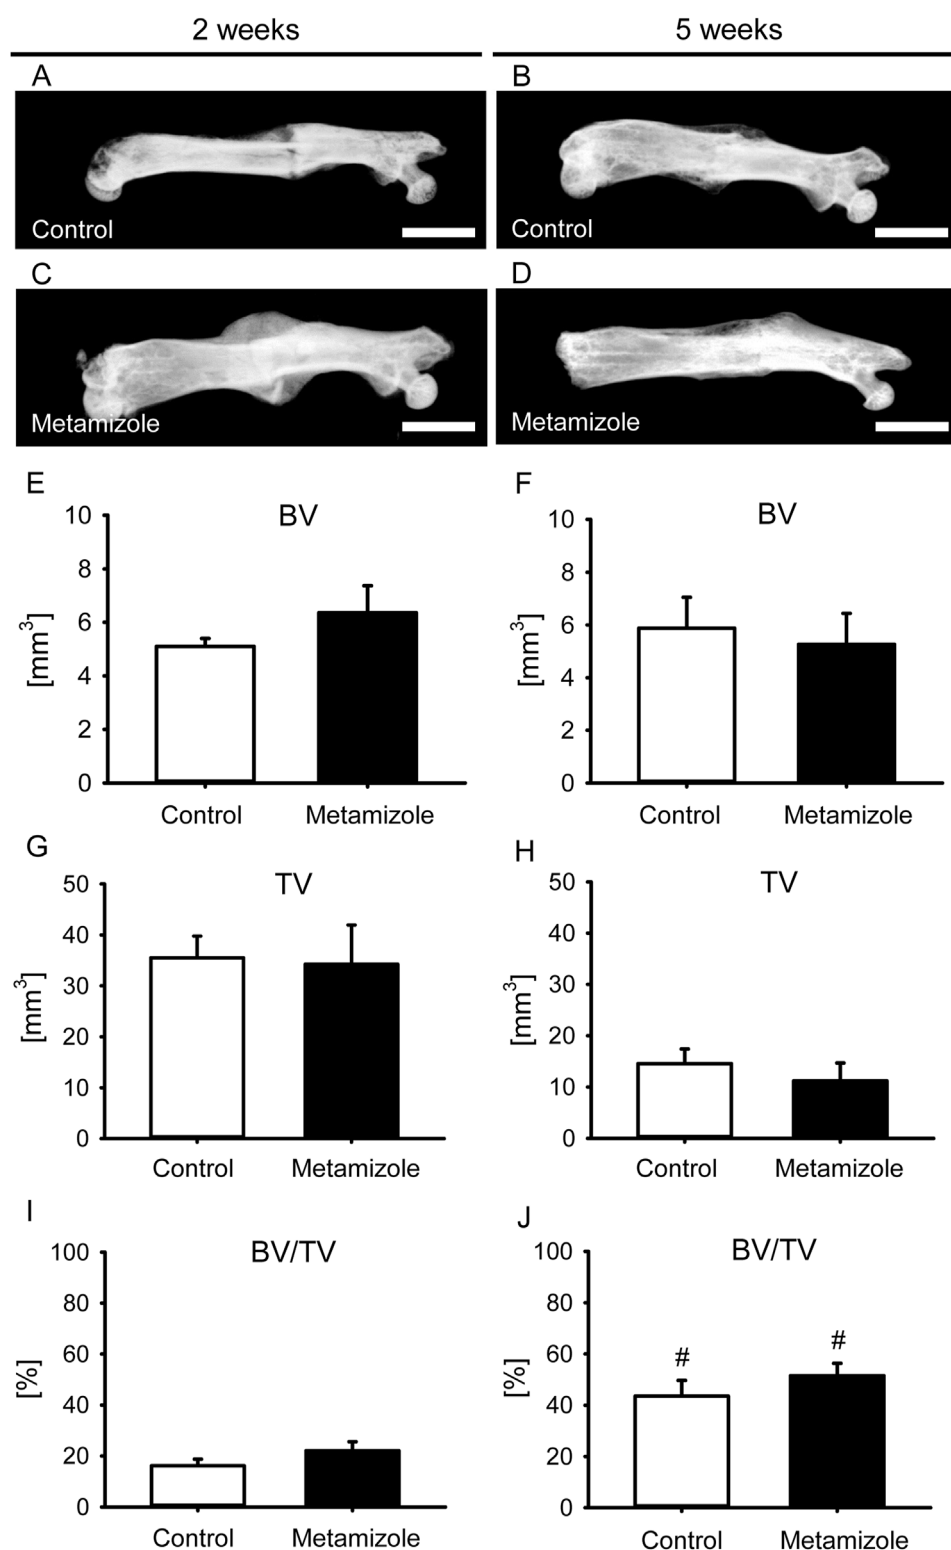 2 weeks 5 weeks
A B
Control Control
C D
Metamizole Metamizole
E F
BV BV
10 10
8 8
6 6
[mm³] [mm³]
4 4
2 2
0 0
Control Metamizole Control Metamizole
G H
TV TV
50 50
40 40
30 30
[mm³] [mm³]
20 20
10 10
0 0
Control Metamizole Control Metamizole
I J
BV/TV BV/TV
100 100
80 80
# #
60 60
[%] [%]
40 40
20 20
0 0
Control Metamizole Control Metamizole